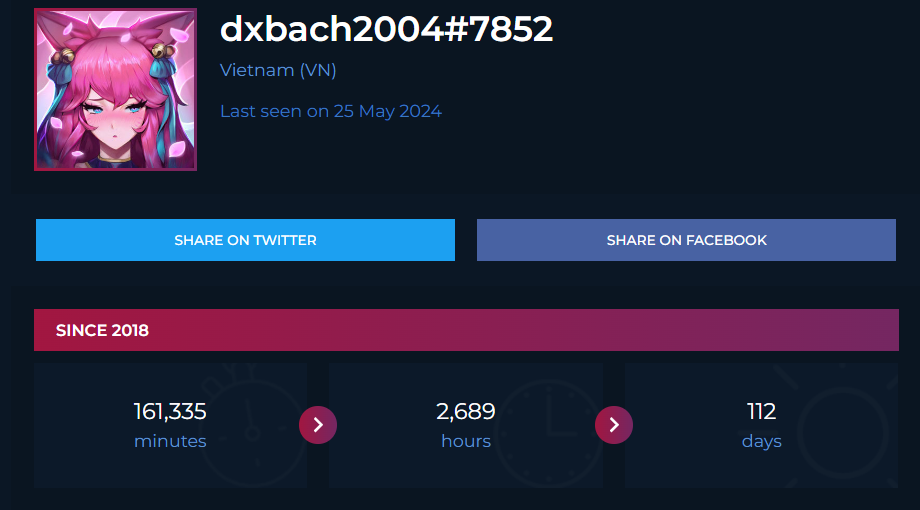 dxbach2004#7852
Vietnam (VN)
Last seen on 25 May 2024
SHARE ON TWITTER
SHARE ON FACEBOOK
SINCE 2018
161,335
minutes
2,689
hours
112
days